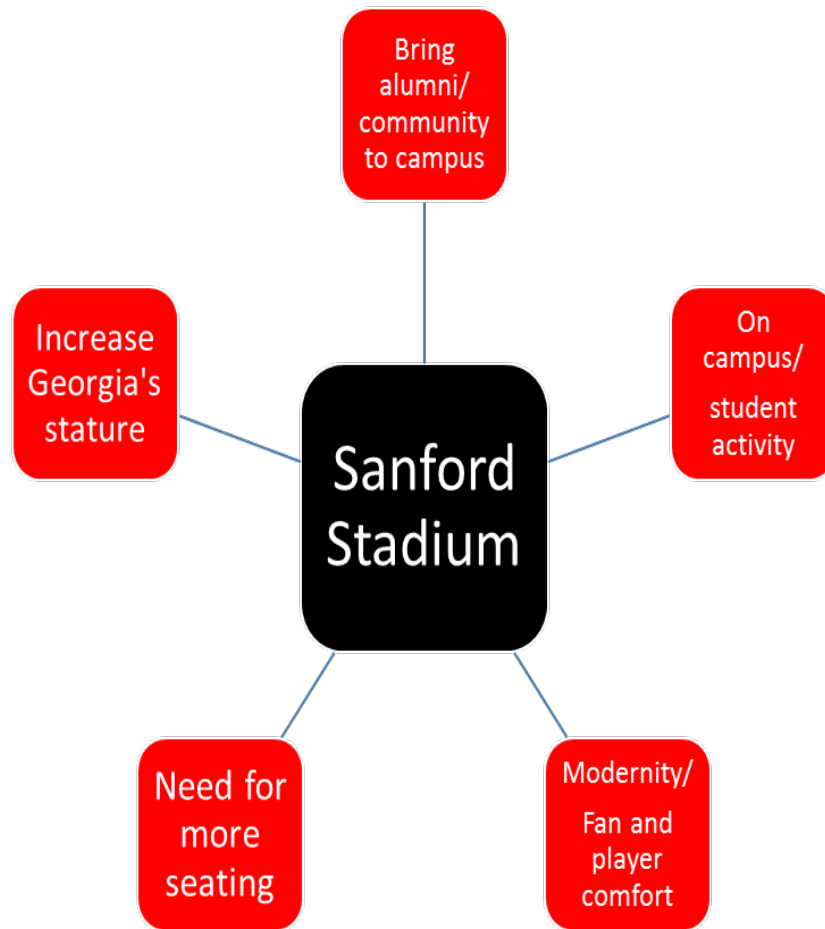 Bring
alumni/
community
to campus
Increase
Georgia's
stature
On
campus/
student
activity
Sanford
Stadium
Need for
more
seating
Modernity/
Fan and
player
comfort